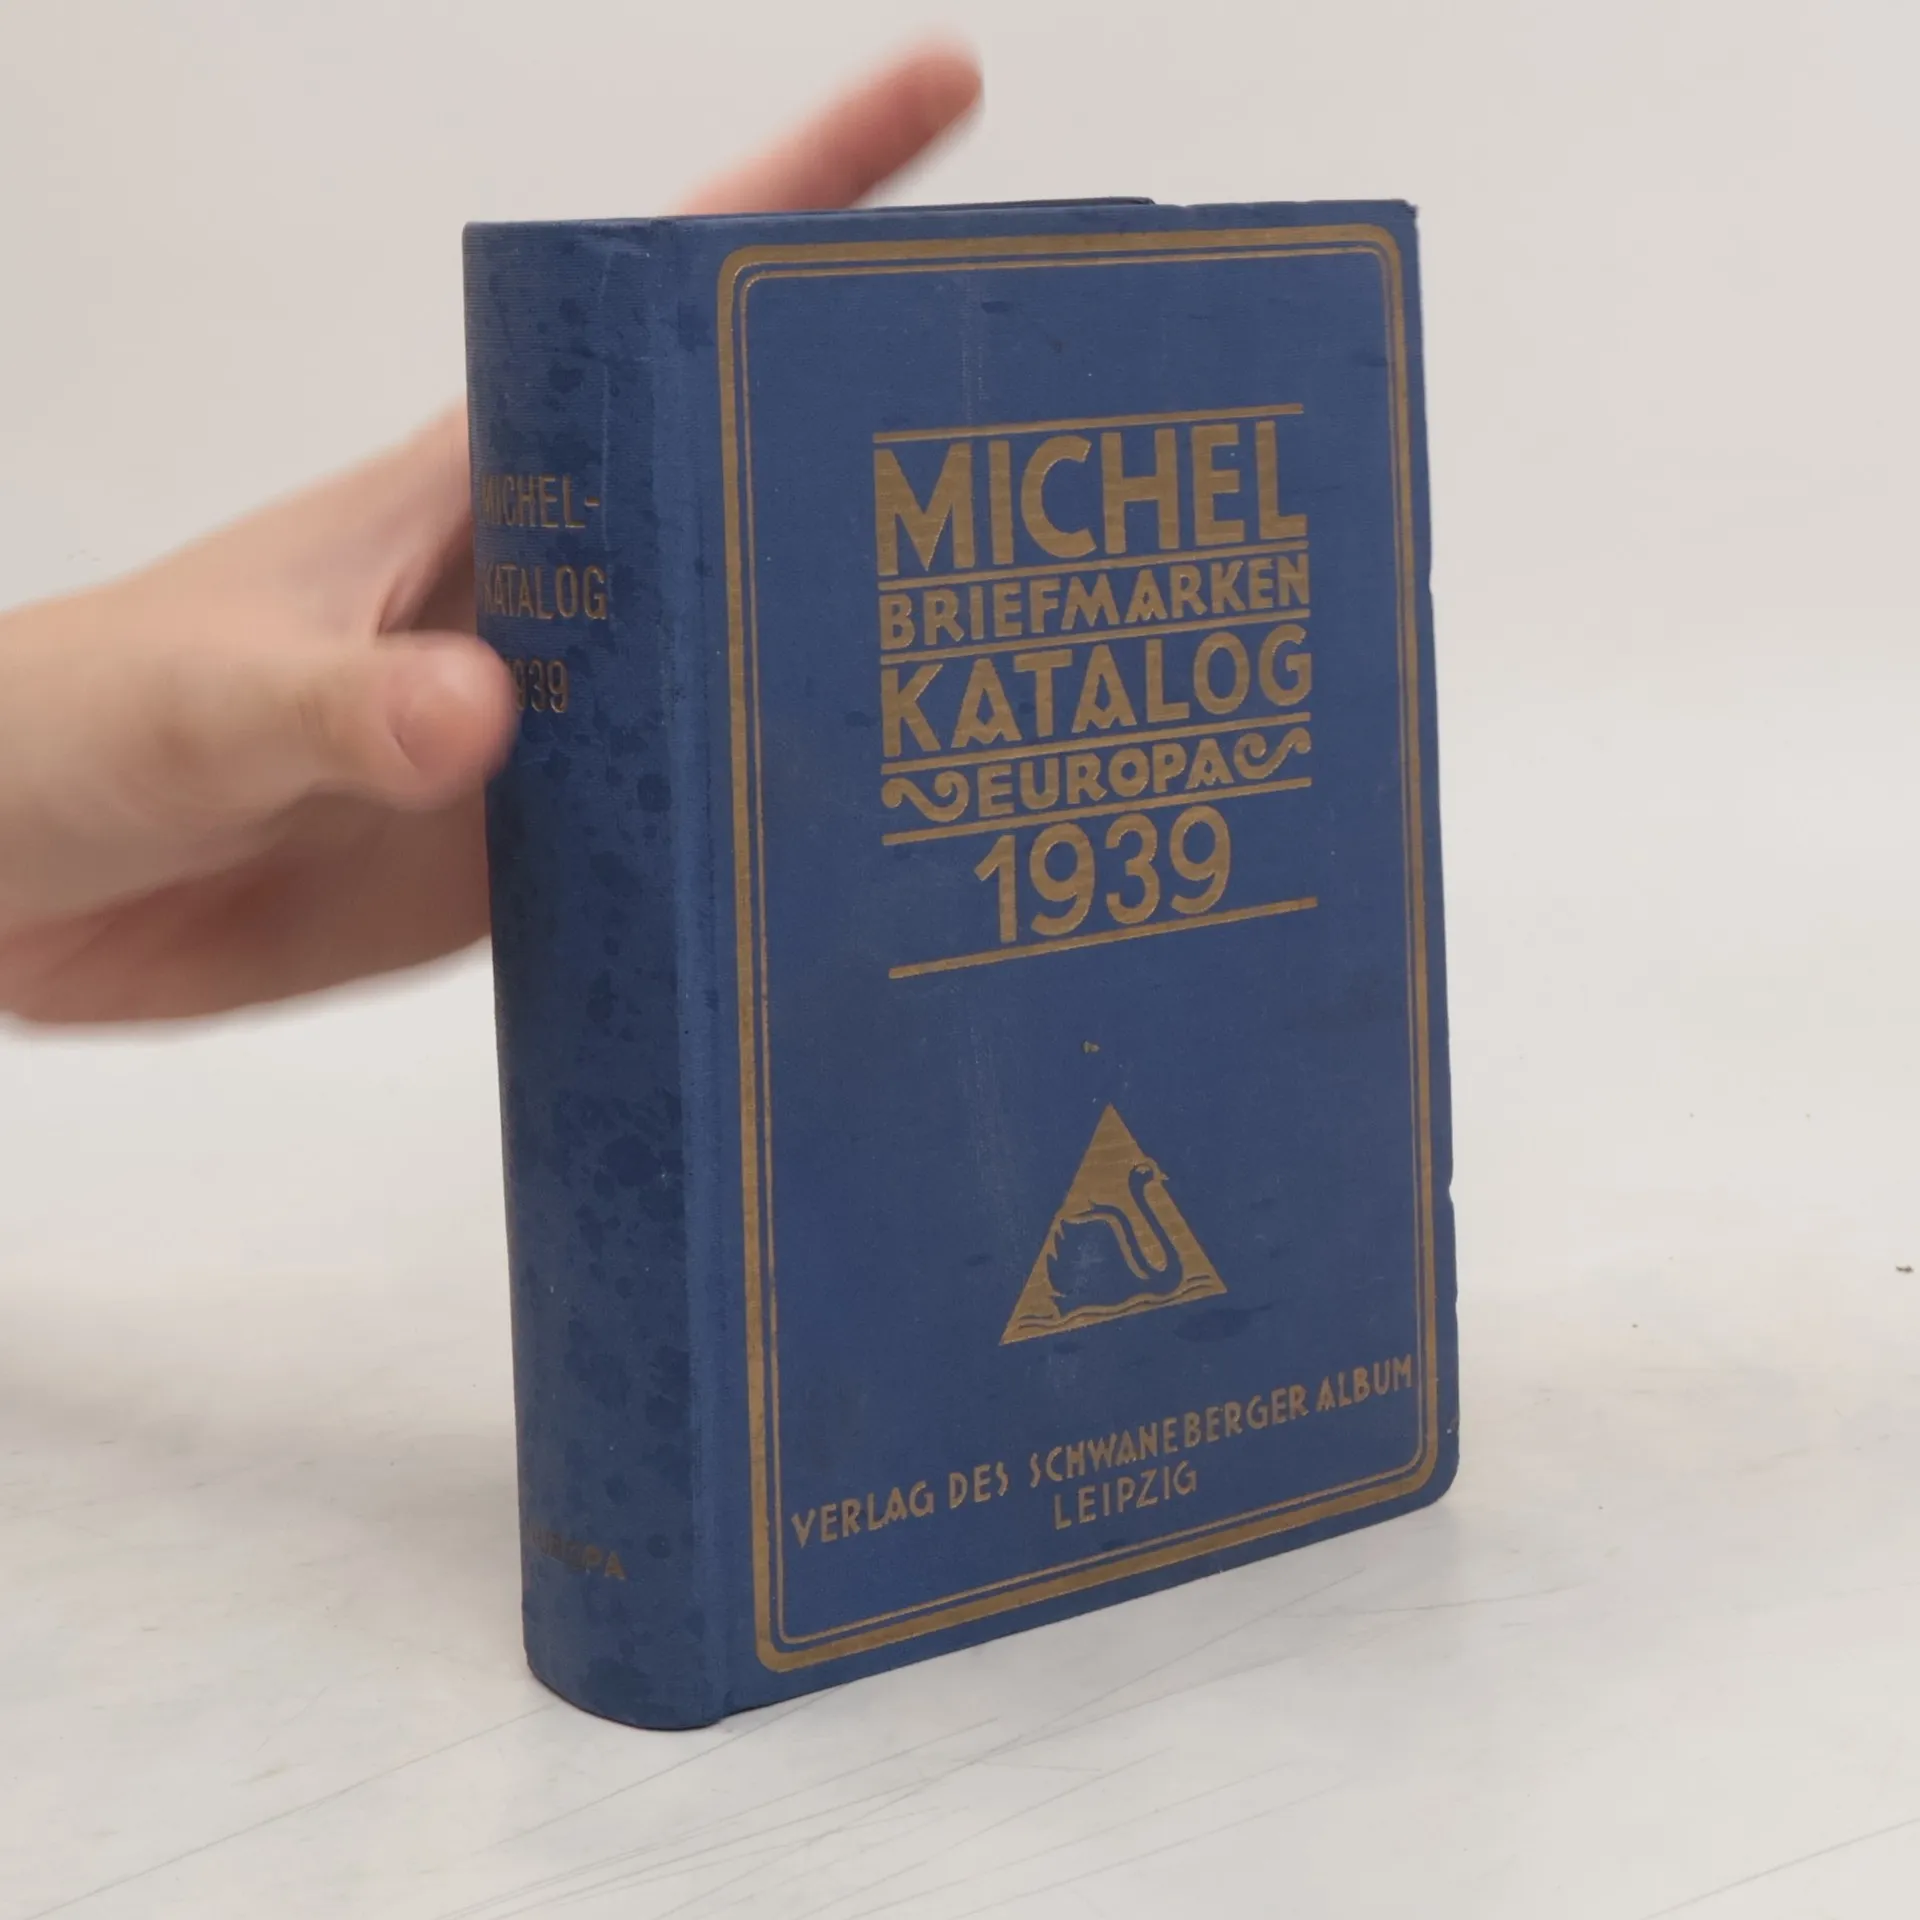 MICHEL-
KATALOG
1939
EUROPA
MICHEL
BRIEFMARKEN
KATALOG
EUROPA
1939
VERLAG DES SCHWANEBERGER ALBUM
LEIPZIG